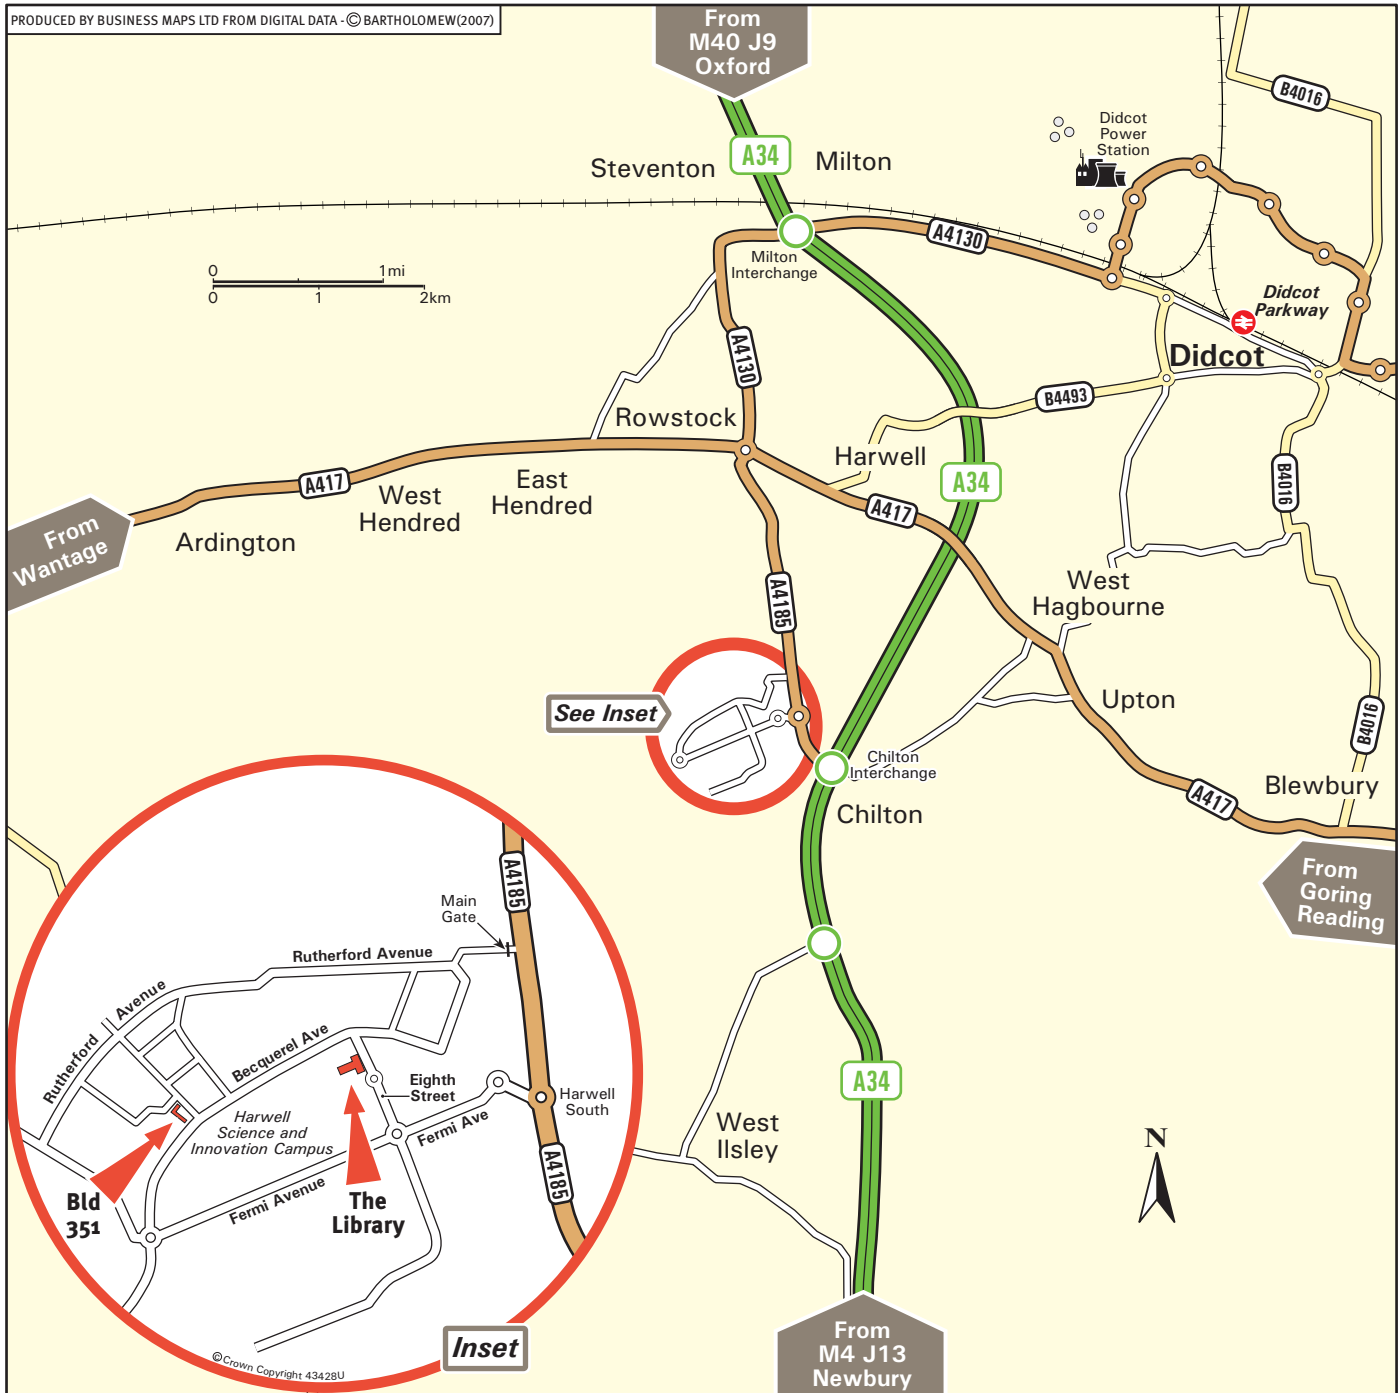 PRODUCED BY BUSINESS MAPS LTD FROM DIGITAL DATA - © BARTHOLOMEW(2007)
From
M40 J9
Oxford
B4016
Didcot
Power
Station
Steventon
A34
Milton
A4130
Milton
Interchange
0
1mi
0
1
2km
Didcot
Parkway
Didcot
A4130
B4493
Rowstock
Harwell
A417
West
Hendred
East
Hendred
A34
B4016
A417
From
Wantage
Ardington
A4185
West
Hagbourne
See Inset
Upton
B4016
Chilton
Interchange
Chilton
A417
Blewbury
From
Goring
Reading
A4185
Main
Gate
Rutherford Avenue
Rutherford
Avenue
Becquerel Ave
Eighth
Street
Harwell
South
Harwell
Science and
Innovation Campus
Fermi Ave
A4185
Fermi Avenue
Bld
351
The
Library
A34
West
Ilsley
N
Inset
© Crown Copyright 43428U
From
M4 J13
Newbury